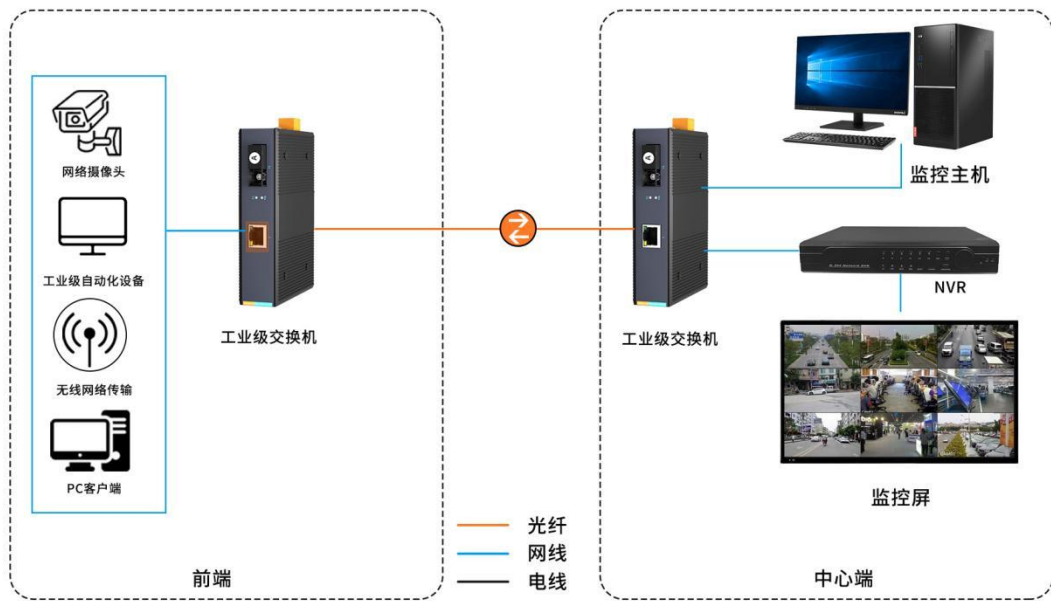 网络摄像头
工业级自动化设备
无线网络传输
PC客户端
工业级交换机
前端
光纤
网线
电线
工业级交换机
监控主机
NVR
监控屏
中心端